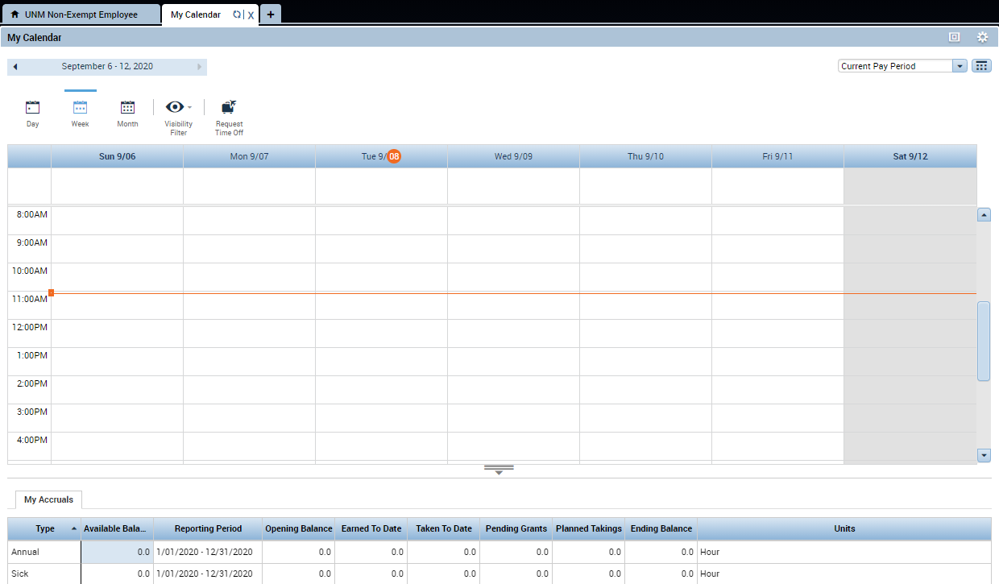 UNM Non-Exempt Employee
My Calendar X +
My Calendar
September 6 - 12, 2020
Current Pay Period
Day
Week
Month
Visibility
Filter
Request
Time Off
Sun 9/06 Mon 9/07 Tue 9/08 Wed 9/09 Thu 9/10 Fri 9/11 Sat 9/12
8:00AM
9:00AM
10:00AM
11:00AM
12:00PM
1:00PM
2:00PM
3:00PM
4:00PM
My Accruals
Type Available Bala... Reporting Period Opening Balance Earned To Date Taken To Date Pending Grants Planned Takings Ending Balance Units
Annual 0.0 1/01/2020 - 12/31/2020 0.0 0.0 0.0 0.0 0.0 0.0 Hour
Sick 0.0 1/01/2020 - 12/31/2020 0.0 0.0 0.0 0.0 0.0 0.0 Hour